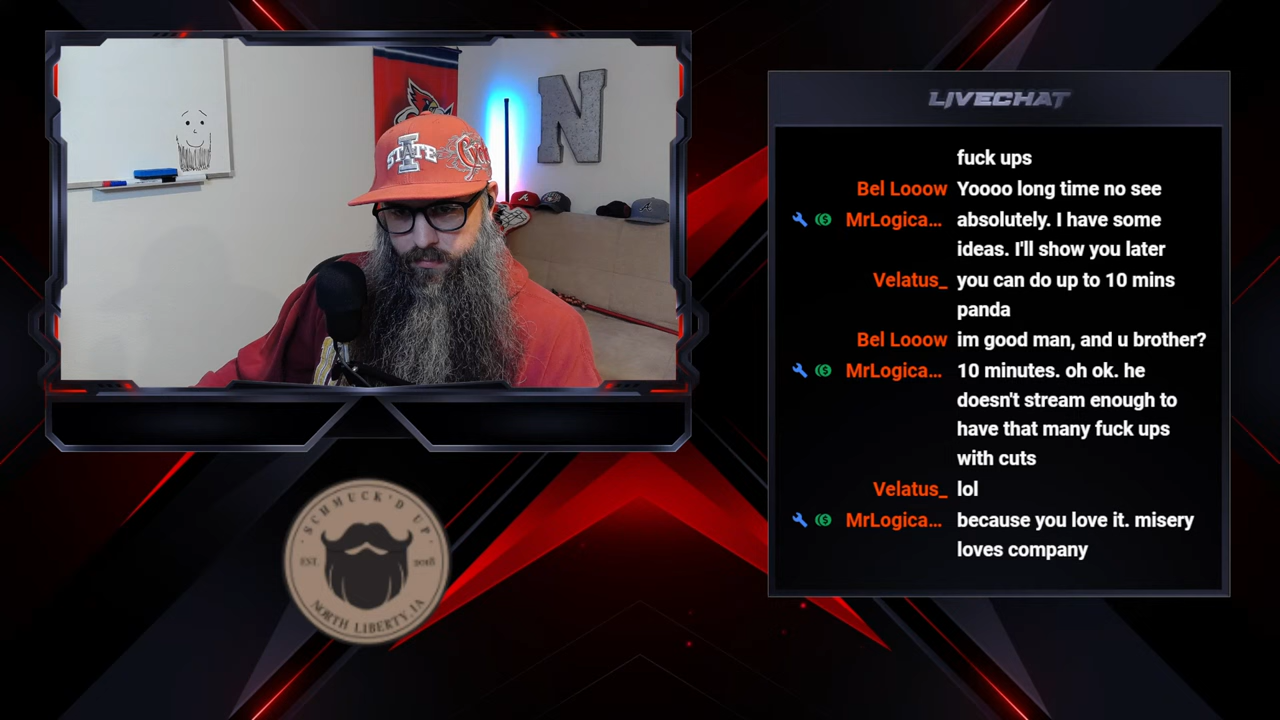 LIVECHAT
fuck ups
Bel Looow Yoooo long time no see
MrLogica... absolutely. I have some
ideas. I'll show you later
Velatus_ you can do up to 10 mins
panda
Bel Looow im good man, and u brother?
MrLogica... 10 minutes. oh ok. he
doesn't stream enough to
have that many fuck ups
with cuts
Velatus_ lol
MrLogica... because you love it. misery
loves company
N
I
STATE
SCHMUCK'D UP
EST. 2018
NORTH LIBERTY, IA